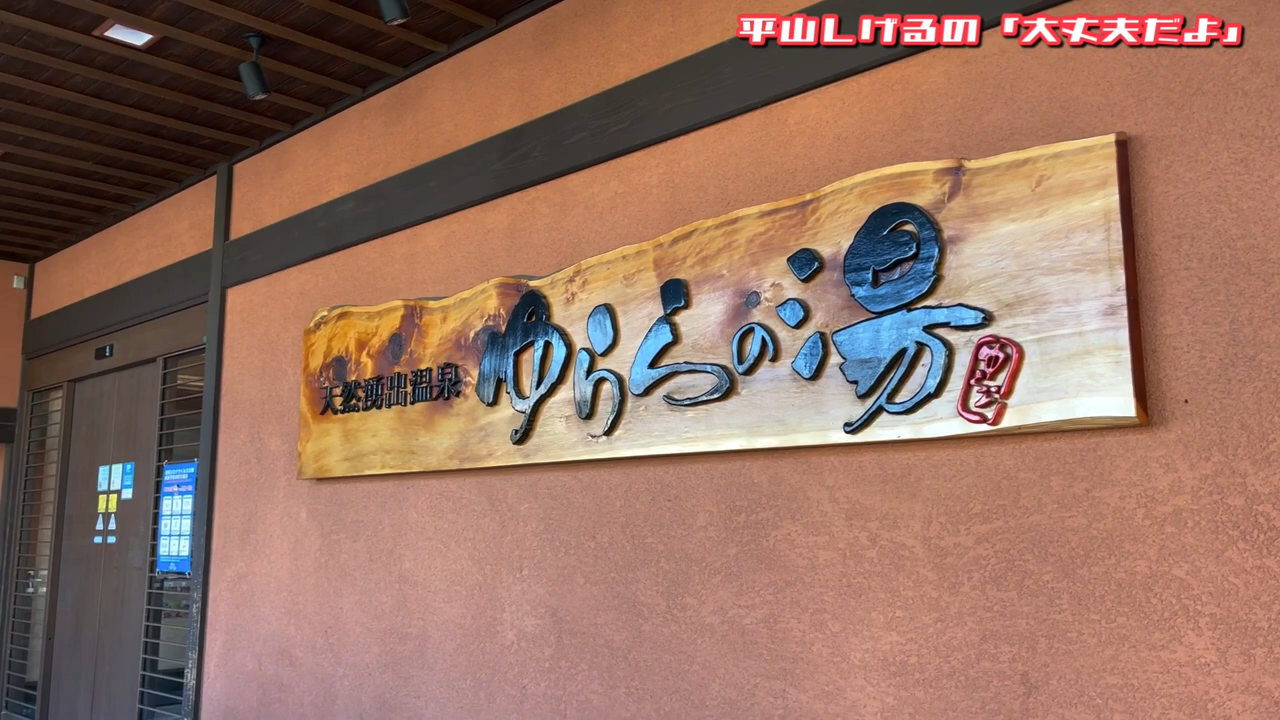 平山しげるの「大丈夫だよ」
天然湧出温泉 ゆららの湯